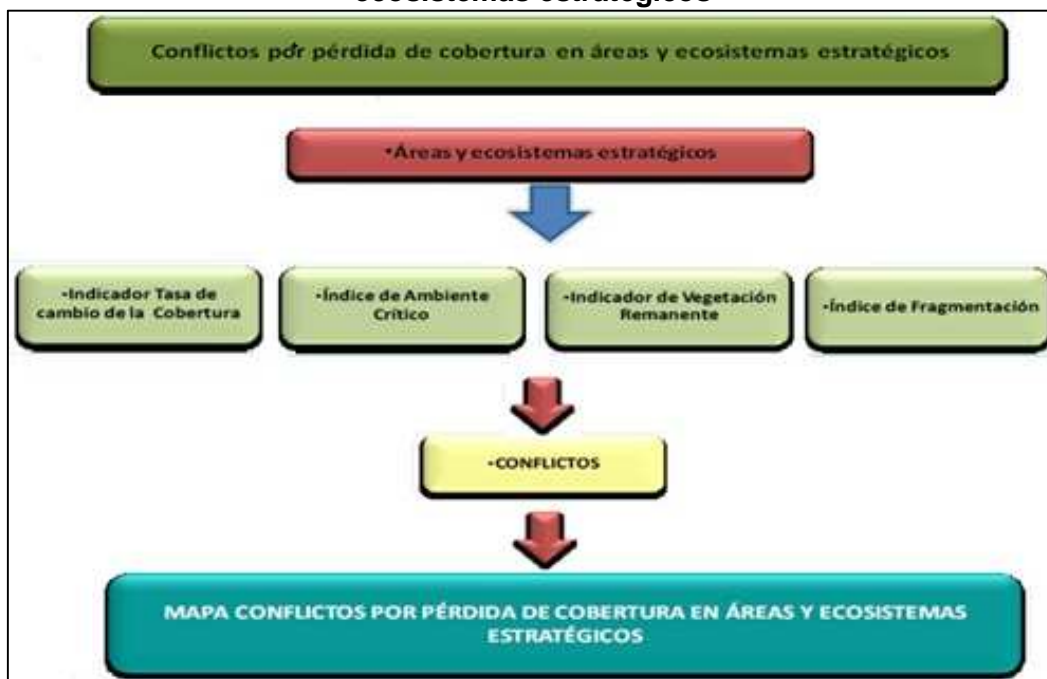 ecosistemas estratégicos
Conflictos por pérdida de cobertura en áreas y ecosistemas estratégicos
•Áreas y ecosistemas estratégicos
•Indicador Tasa de
cambio de la Cobertura
•Índice de Ambiente
Crítico
•Indicador de Vegetación
Remanente
•Índice de Fragmentación
•CONFLICTOS
MAPA CONFLICTOS POR PÉRDIDA DE COBERTURA EN ÁREAS Y ECOSISTEMAS
ESTRATÉGICOS